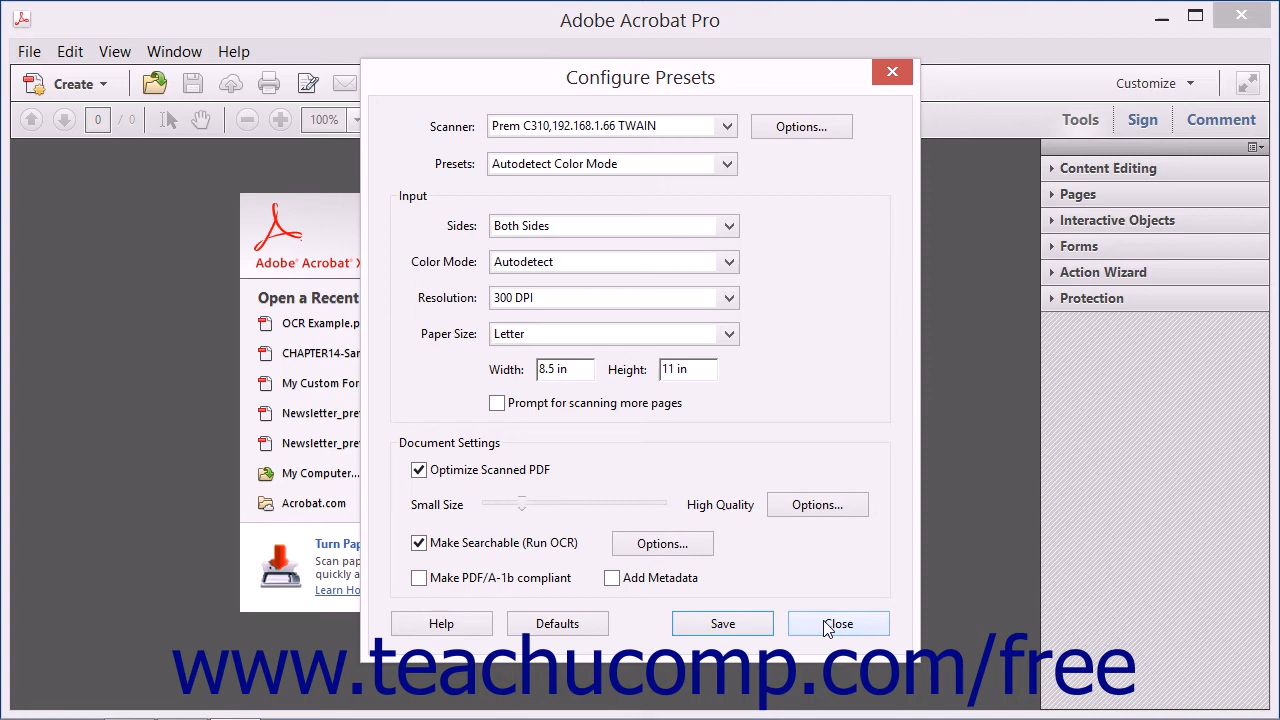 Adobe Acrobat Pro
File Edit View Window Help
Create
Customize
0 / 0 100%
Tools Sign Comment
Configure Presets
Scanner: Prem C310,192.168.1.66 TWAIN Options...
Presets: Autodetect Color Mode
Input
Sides: Both Sides
Color Mode: Autodetect
Resolution: 300 DPI
Paper Size: Letter
Width: 8.5 in Height: 11 in
Prompt for scanning more pages
Document Settings
Optimize Scanned PDF
Small Size High Quality Options...
Make Searchable (Run OCR) Options...
Make PDF/A-1b compliant Add Metadata
Help Defaults Save Close
Adobe® Acrobat® X
Open a Recent
OCR Example.p
CHAPTER14-Sar
My Custom For
Newsletter_pre
Newsletter_pre
My Computer...
Acrobat.com
Turn Pap
Scan pap
quickly a
Learn Ho
Content Editing
Pages
Interactive Objects
Forms
Action Wizard
Protection
www.teachucomp.com/free